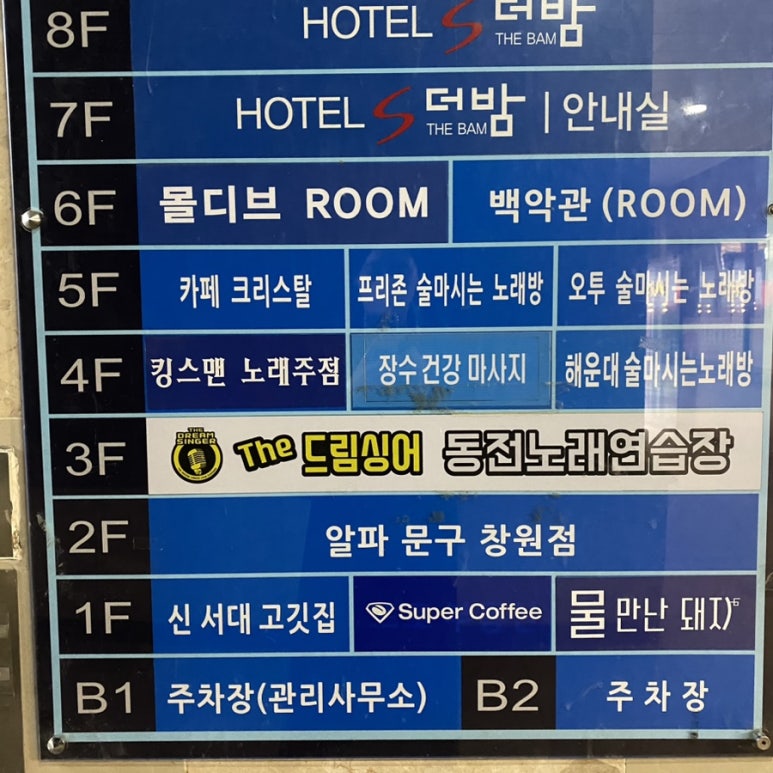 8F HOTEL S 더밤 THE BAM
7F HOTEL S 더밤 THE BAM | 안내실
6F 몰디브 ROOM 백악관 (ROOM)
5F 카페 크리스탈 프리존 술마시는 노래방 오투 술마시는 노래방
4F 킹스맨 노래주점 장수 건강 마사지 해운대 술마시는노래방
3F THE DREAM SINGER The 드림싱어 동전노래연습장
2F 알파 문구 창원점
1F 신 서대 고깃집 Super Coffee 물 만난 돼지
B1 주차장(관리사무소) B2 주 차 장